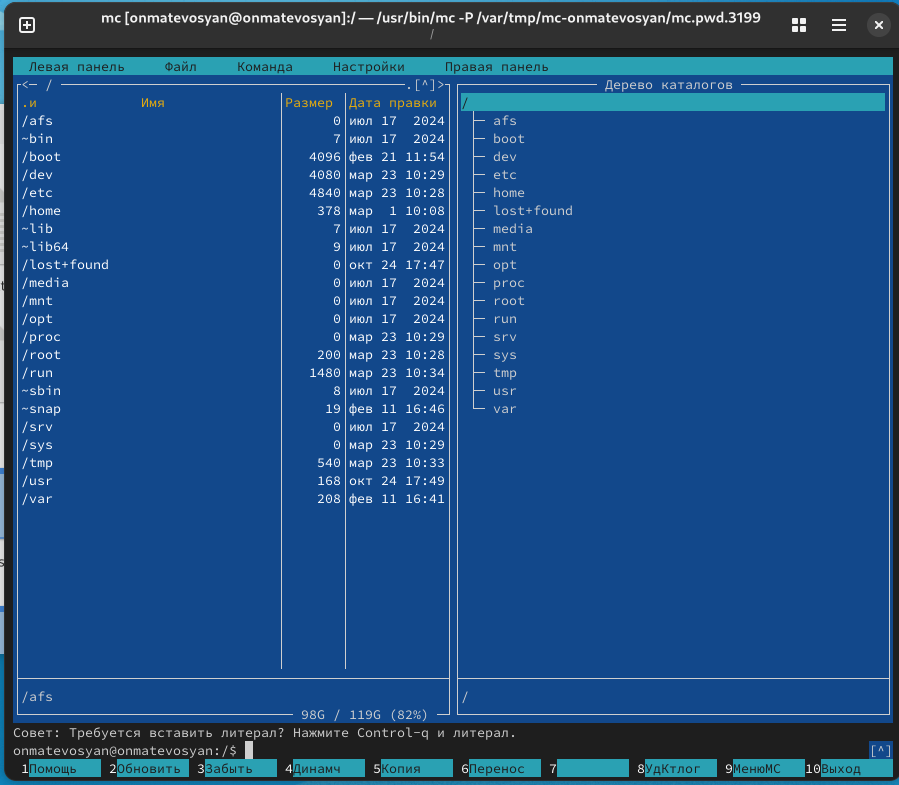 mc [onmatevosyan@onmatevosyan]:/ — /usr/bin/mc -P /var/tmp/mc-onmatevosyan/mc.pwd.3199
/
Левая панель Файл Команда Настройки Правая панель
<— / .[^]>
.и Имя Размер Дата правки
/afs 0 июл 17 2024
~bin 7 июл 17 2024
/boot 4096 фев 21 11:54
/dev 4080 мар 23 10:29
/etc 4840 мар 23 10:28
/home 378 мар 1 10:08
~lib 7 июл 17 2024
~lib64 9 июл 17 2024
/lost+found 0 окт 24 17:47
/media 0 июл 17 2024
/mnt 0 июл 17 2024
/opt 0 июл 17 2024
/proc 0 мар 23 10:29
/root 200 мар 23 10:28
/run 1480 мар 23 10:34
~sbin 8 июл 17 2024
~snap 19 фев 11 16:46
/srv 0 июл 17 2024
/sys 0 мар 23 10:29
/tmp 540 мар 23 10:33
/usr 168 окт 24 17:49
/var 208 фев 11 16:41
/afs
98G / 119G (82%)
Дерево каталогов
/
afs
boot
dev
etc
home
lost+found
media
mnt
opt
proc
root
run
srv
sys
tmp
usr
var
/
Совет: Требуется вставить литерал? Нажмите Control-q и литерал.
onmatevosyan@onmatevosyan:/$ [^]
1Помощь 2Обновить 3Забыть 4Динамч 5Копия 6Перенос 7 8УдКтлог 9МенюМС 10Выход